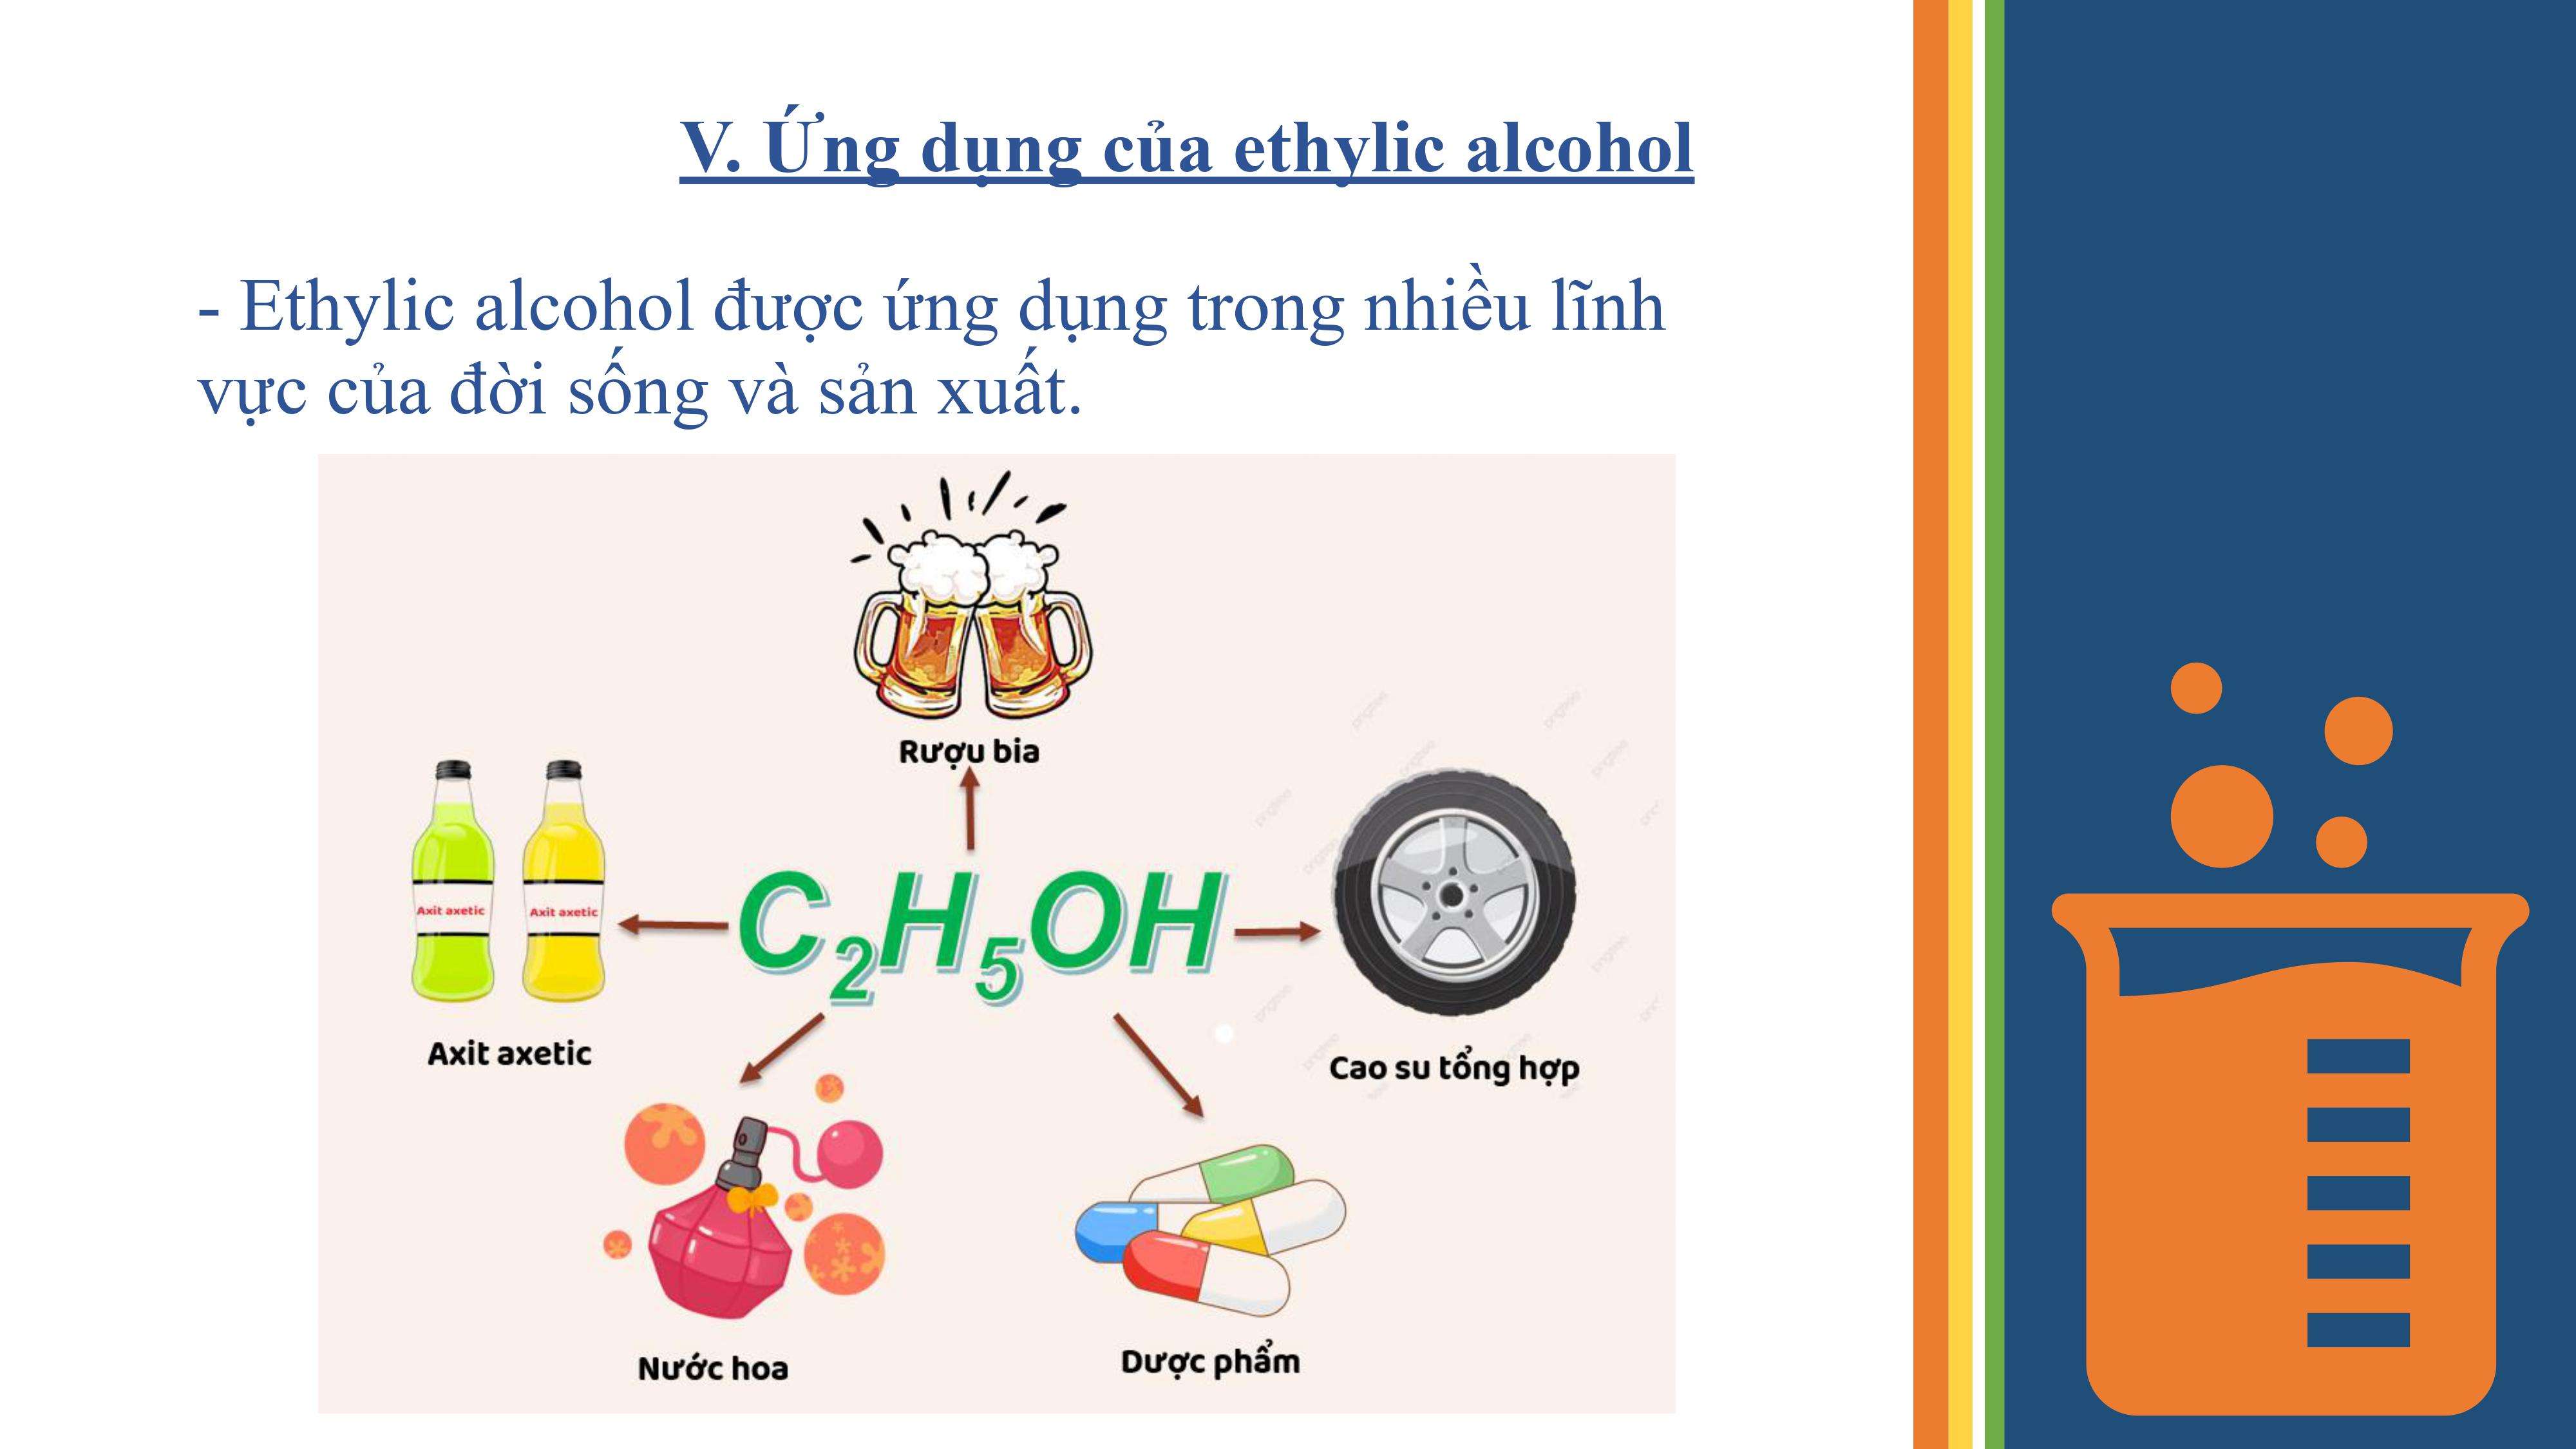 V. Ứng dụng của ethylic alcohol
- Ethylic alcohol được ứng dụng trong nhiều lĩnh
vực của đời sống và sản xuất.
Rượu bia
Axit axetic
Axit axetic
C₂H₅OH
Axit axetic
Cao su tổng hợp
Nước hoa
Dược phẩm